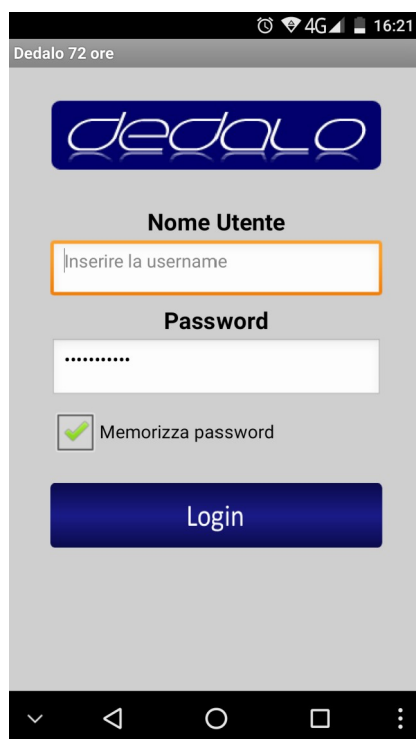 4G 16:21
Dedalo 72 ore
dedalo
Nome Utente
Inserire la username
Password
•••••••••••
Memorizza password
Login